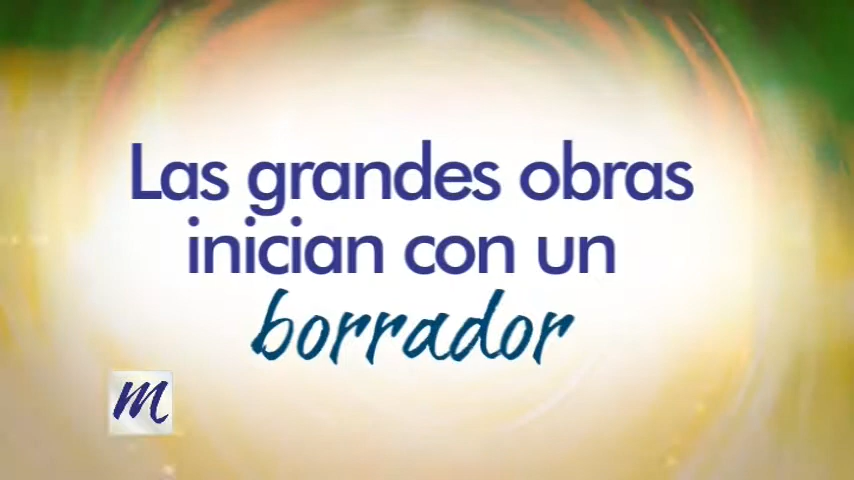 Las grandes obras
inician con un
borrador
m